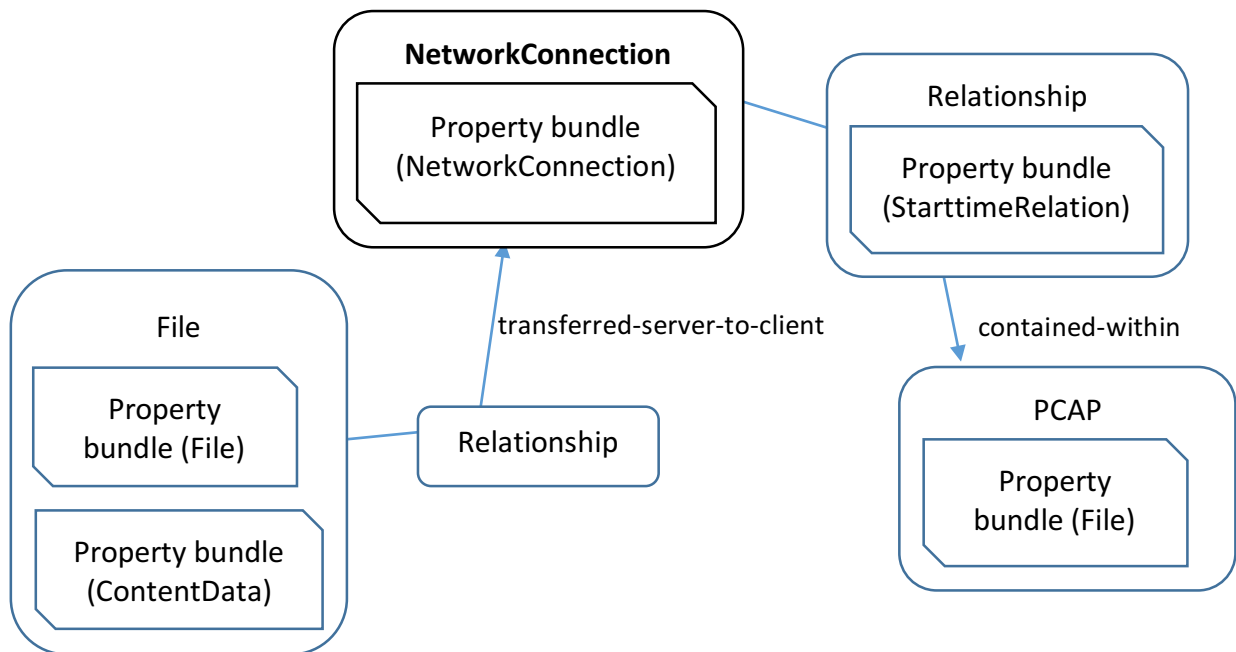 NetworkConnection
Property bundle
(NetworkConnection)
Relationship
Property bundle
(StarttimeRelation)
transferred-server-to-client
contained-within
File
Property
bundle (File)
Property bundle
(ContentData)
Relationship
PCAP
Property
bundle (File)